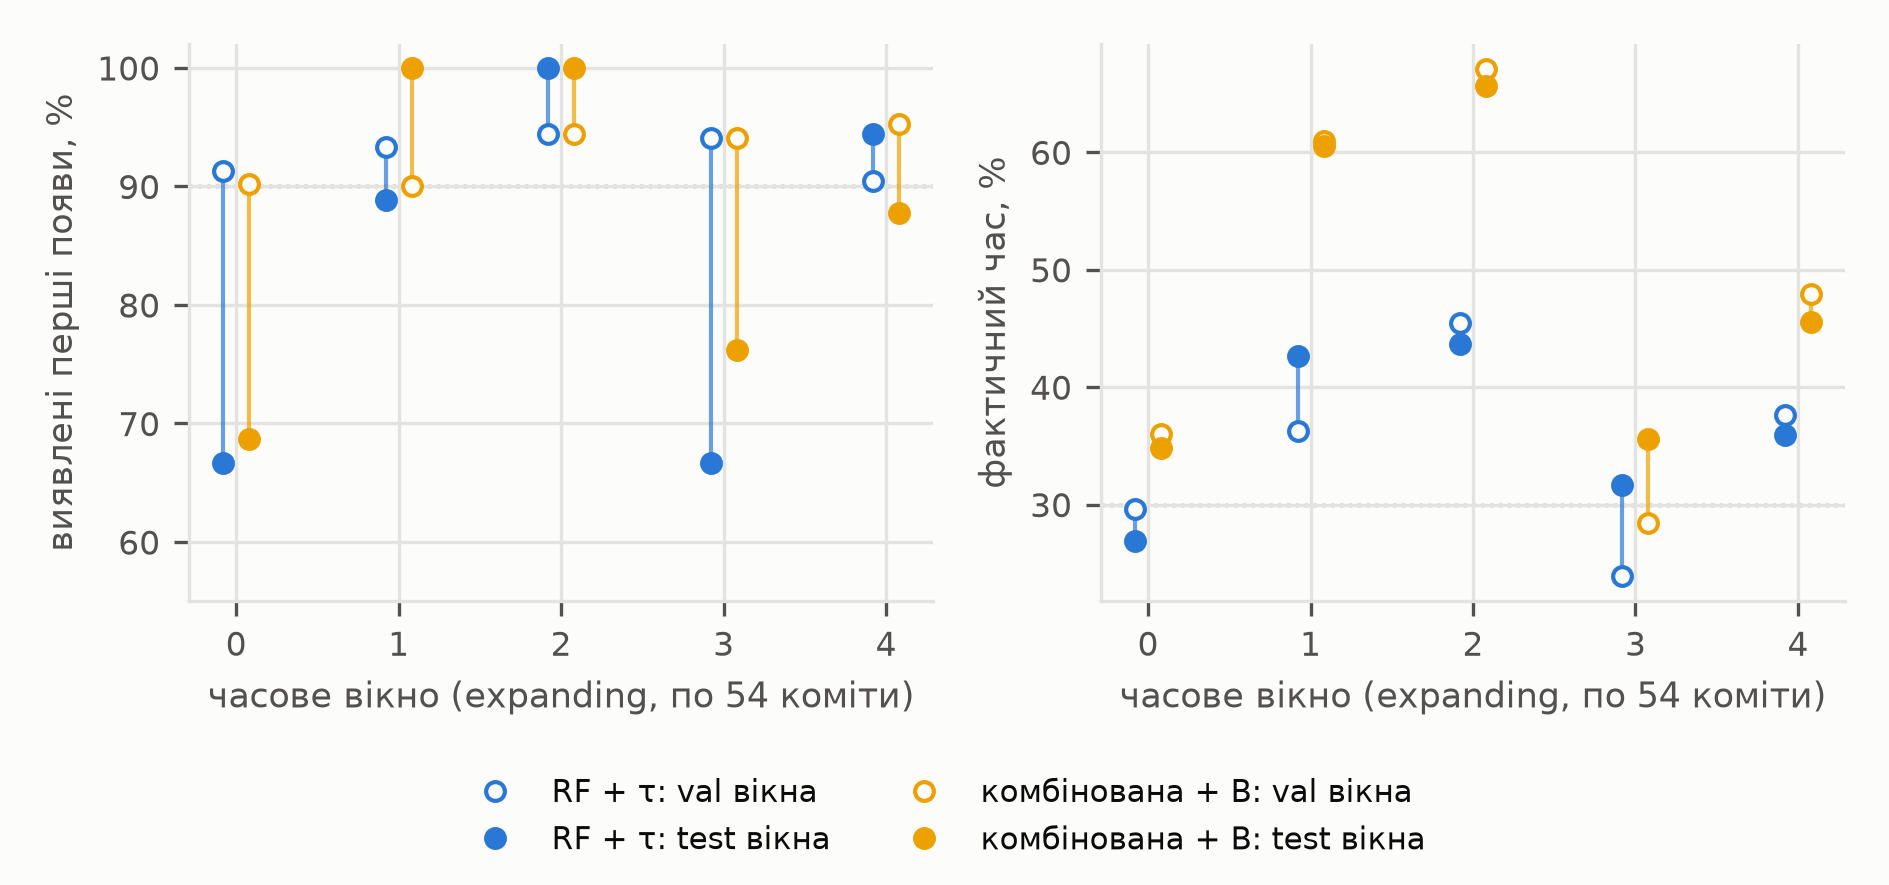 виявлені перші появи, %
100
90
80
70
60
0 1 2 3 4
часове вікно (expanding, по 54 коміти)
фактичний час, %
60
50
40
30
0 1 2 3 4
часове вікно (expanding, по 54 коміти)
RF + τ: val вікна
RF + τ: test вікна
комбінована + B: val вікна
комбінована + B: test вікна